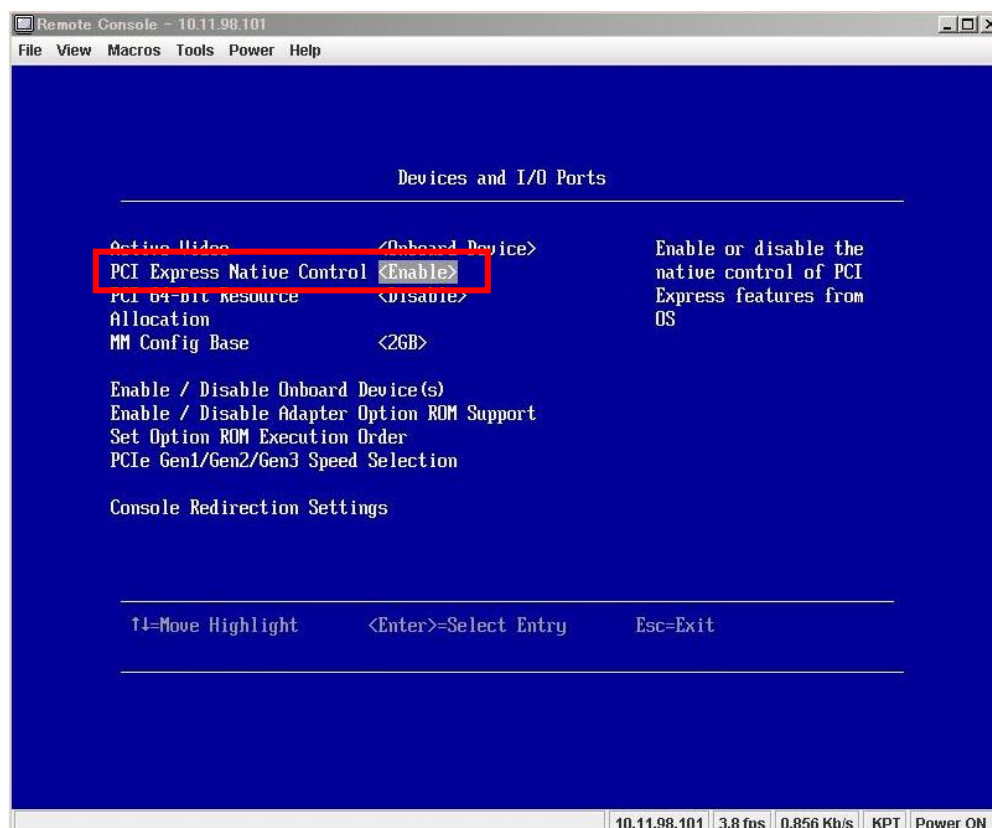 Remote Console - 10.11.98.101
File View Macros Tools Power Help
Devices and I/O Ports
Active Video <Onboard Device>
PCI Express Native Control <Enable>
PCI 64-Bit Resource <Disable>
Allocation
MM Config Base <2GB>
Enable or disable the
native control of PCI
Express features from
OS
Enable / Disable Onboard Device(s)
Enable / Disable Adapter Option ROM Support
Set Option ROM Execution Order
PCIe Gen1/Gen2/Gen3 Speed Selection
Console Redirection Settings
↑↓=Move Highlight <Enter>=Select Entry Esc=Exit
10.11.98.101 3.8 fps 0.856 Kb/s KPT Power ON